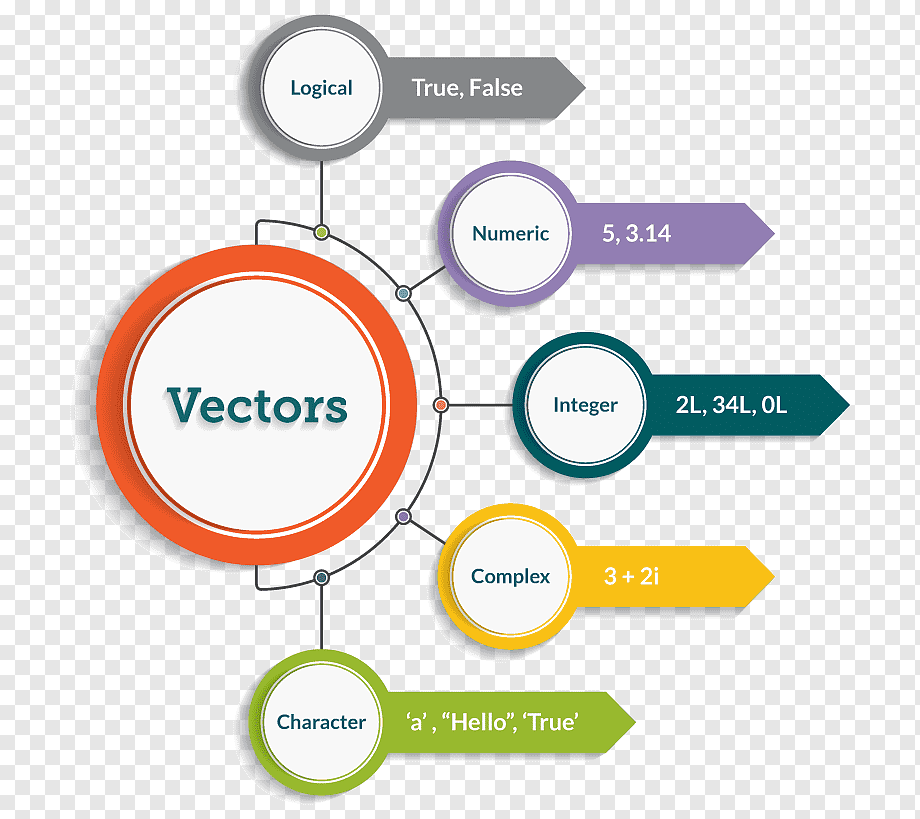 Logical
True, False
Numeric
5, 3.14
Vectors
Integer
2L, 34L, 0L
Complex
3 + 2i
Character
‘a’ , “Hello”, ‘True’